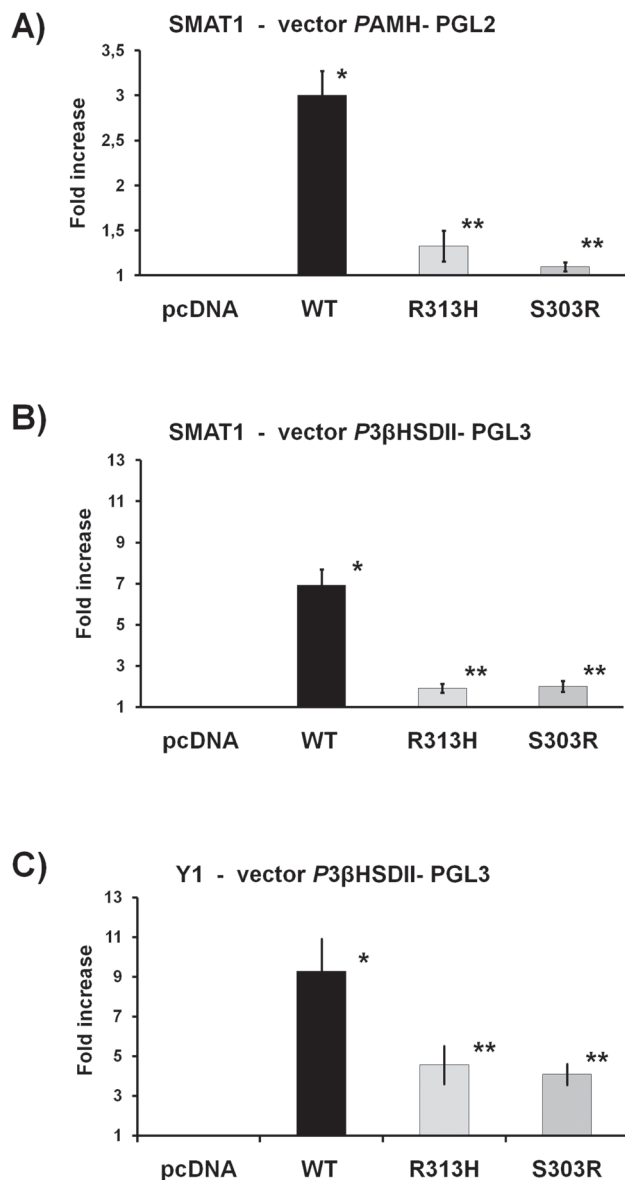 A)
SMAT1 - vector PAMH- PGL2
Fold increase
3,5
3
2,5
2
1,5
1
*
**
**
pcDNA WT R313H S303R
B)
SMAT1 - vector P3βHSDII- PGL3
Fold increase
13
11
9
7
5
3
1
*
**
**
pcDNA WT R313H S303R
C)
Y1 - vector P3βHSDII- PGL3
Fold increase
13
11
9
7
5
3
1
*
**
**
pcDNA WT R313H S303R